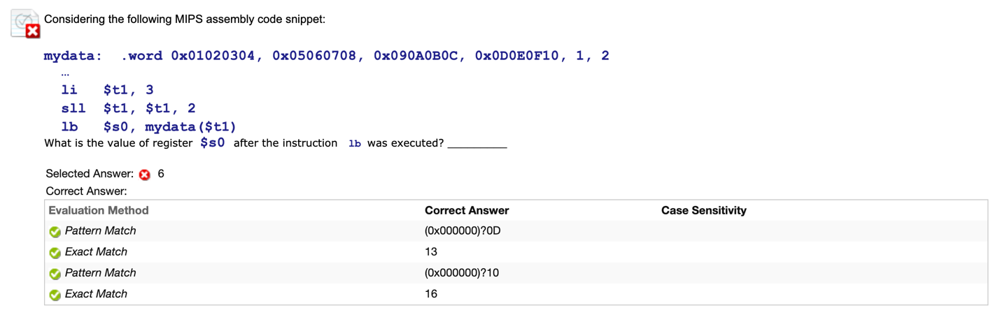 Considering the following MIPS assembly code snippet:
mydata: .word 0x01020304, 0x05060708, 0x090A0B0C, 0x0D0E0F10, 1, 2
…
li $t1, 3
sll $t1, $t1, 2
lb $s0, mydata($t1)
What is the value of register $s0 after the instruction lb was executed? __________
Selected Answer: 6
Correct Answer:
Evaluation Method Correct Answer Case Sensitivity
Pattern Match (0x000000)?0D
Exact Match 13
Pattern Match (0x000000)?10
Exact Match 16